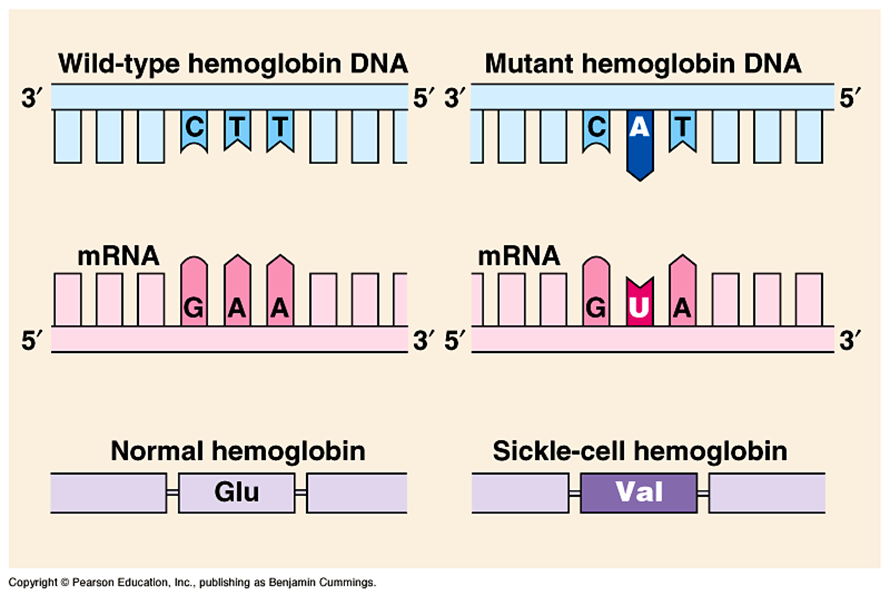 Wild-type hemoglobin DNA
Mutant hemoglobin DNA
3′ 5′ 3′ 5′
C T T
C A T
mRNA
mRNA
G A A
G U A
5′ 3′ 5′ 3′
Normal hemoglobin
Sickle-cell hemoglobin
Glu
Val
Copyright © Pearson Education, Inc., publishing as Benjamin Cummings.